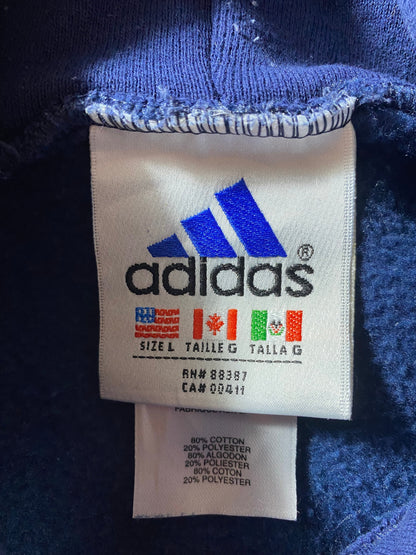 adidas®
SIZE L TAILLE G TALLA G
RN# 88387
CA# 00411
80% COTTON
20% POLYESTER
80% ALGODON
20% POLYESTER
80% COTON
20% POLYESTER